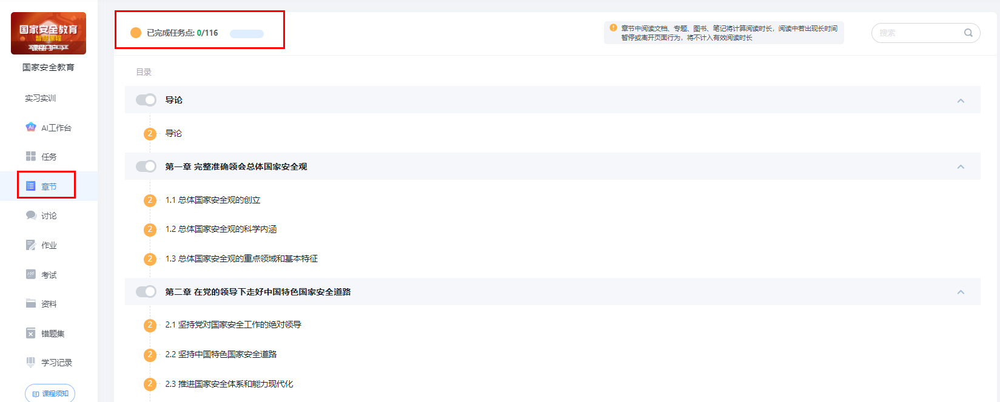 国家安全教育
智慧课程
课程门户
国家安全教育
实习实训
AI工作台
任务
章节
讨论
作业
考试
资料
错题集
学习记录
课程须知
已完成任务点: 0/116
章节中阅读文档、专题、图书、笔记将计算阅读时长，阅读中若出现长时间
暂停或离开页面行为，将不计入有效阅读时长
搜索
目录
导论
2 导论
第一章 完整准确领会总体国家安全观
2 1.1 总体国家安全观的创立
2 1.2 总体国家安全观的科学内涵
2 1.3 总体国家安全观的重点领域和基本特征
第二章 在党的领导下走好中国特色国家安全道路
2 2.1 坚持党对国家安全工作的绝对领导
2 2.2 坚持中国特色国家安全道路
2 2.3 推进国家安全体系和能力现代化